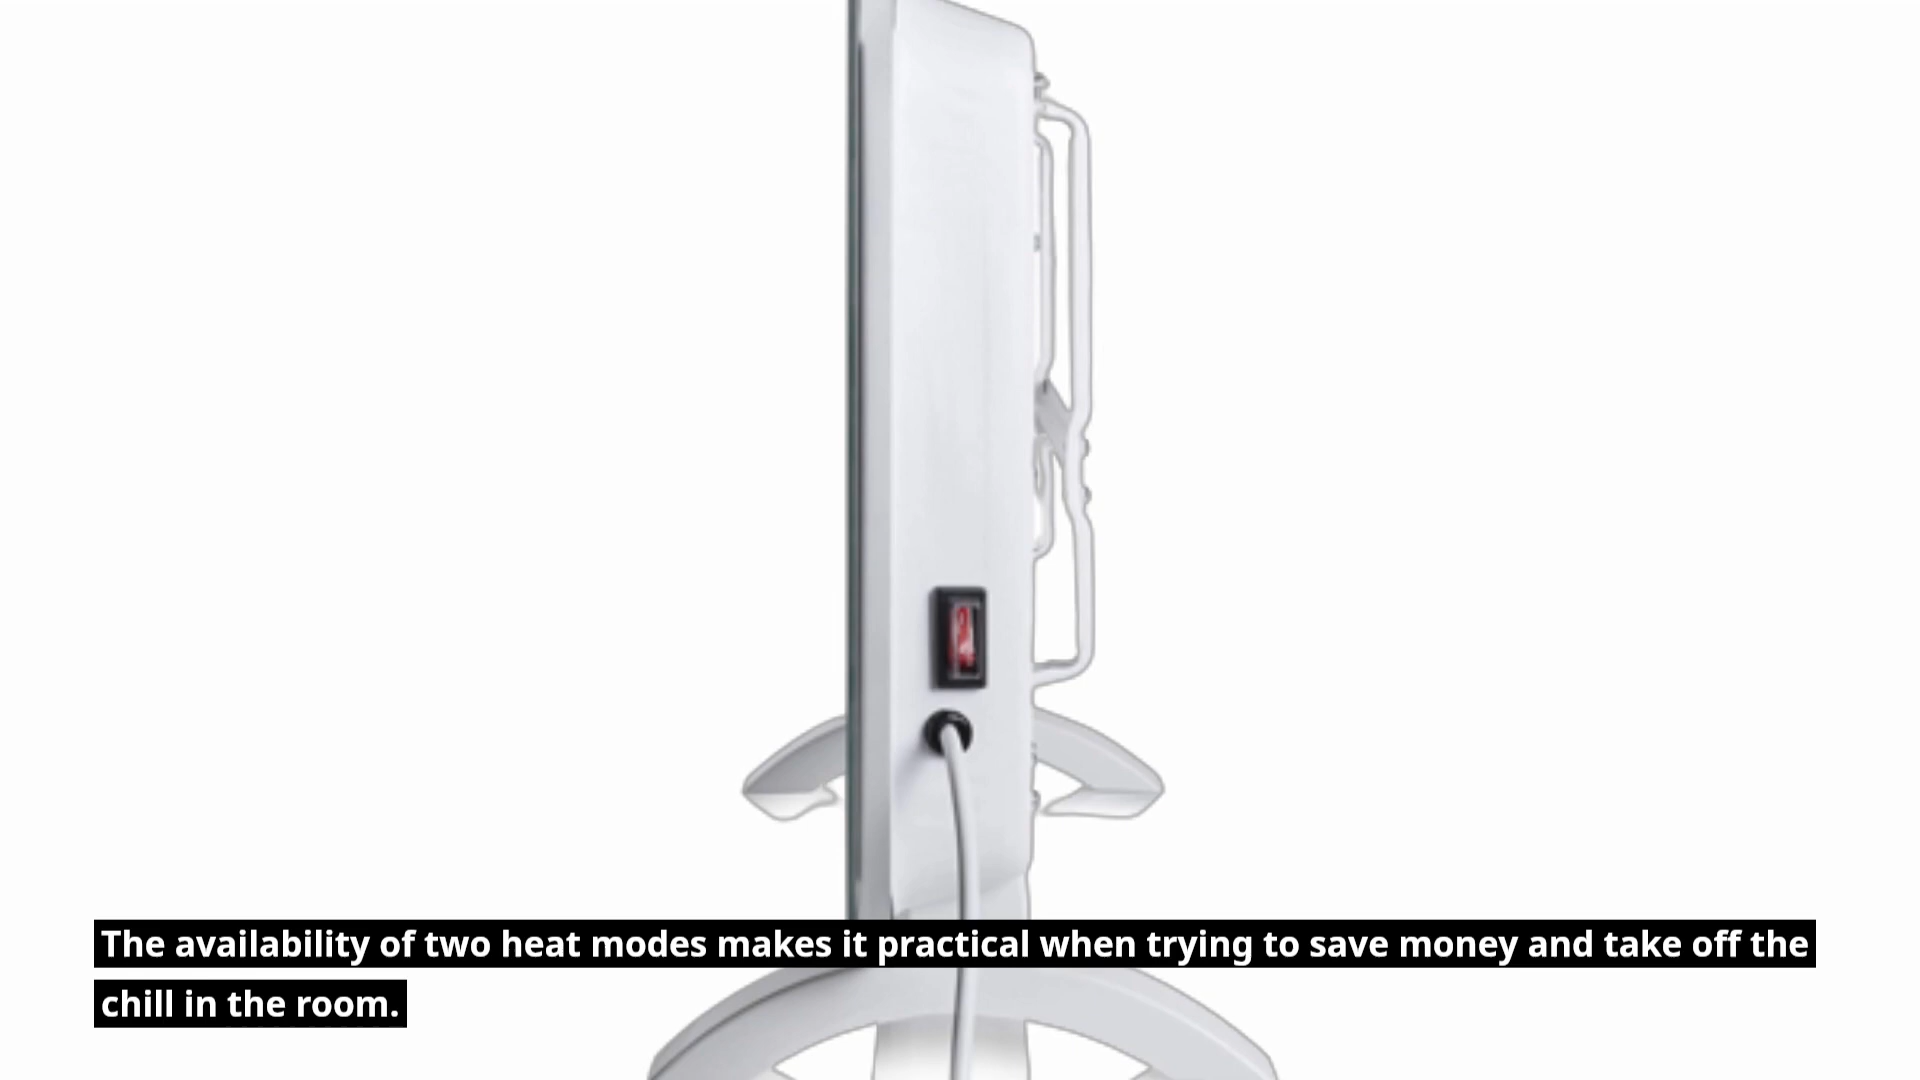 The availability of two heat modes makes it practical when trying to save money and take off the
chill in the room.